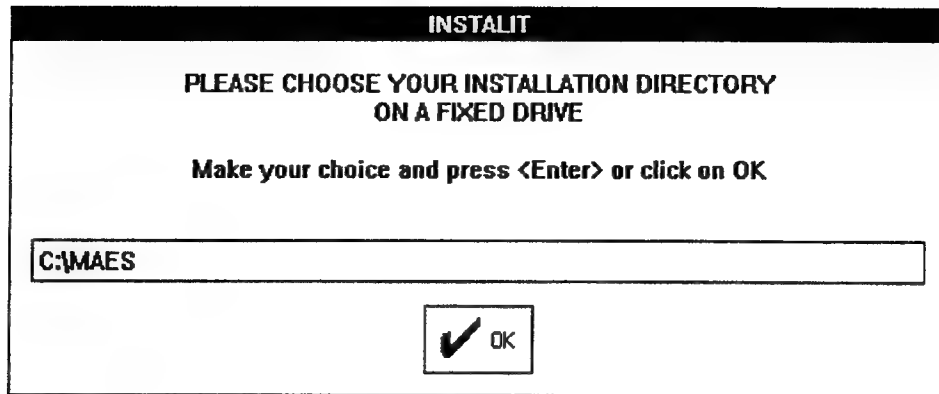 INSTALIT
PLEASE CHOOSE YOUR INSTALLATION DIRECTORY
ON A FIXED DRIVE
Make your choice and press <Enter> or click on OK
C:\MAES
OK